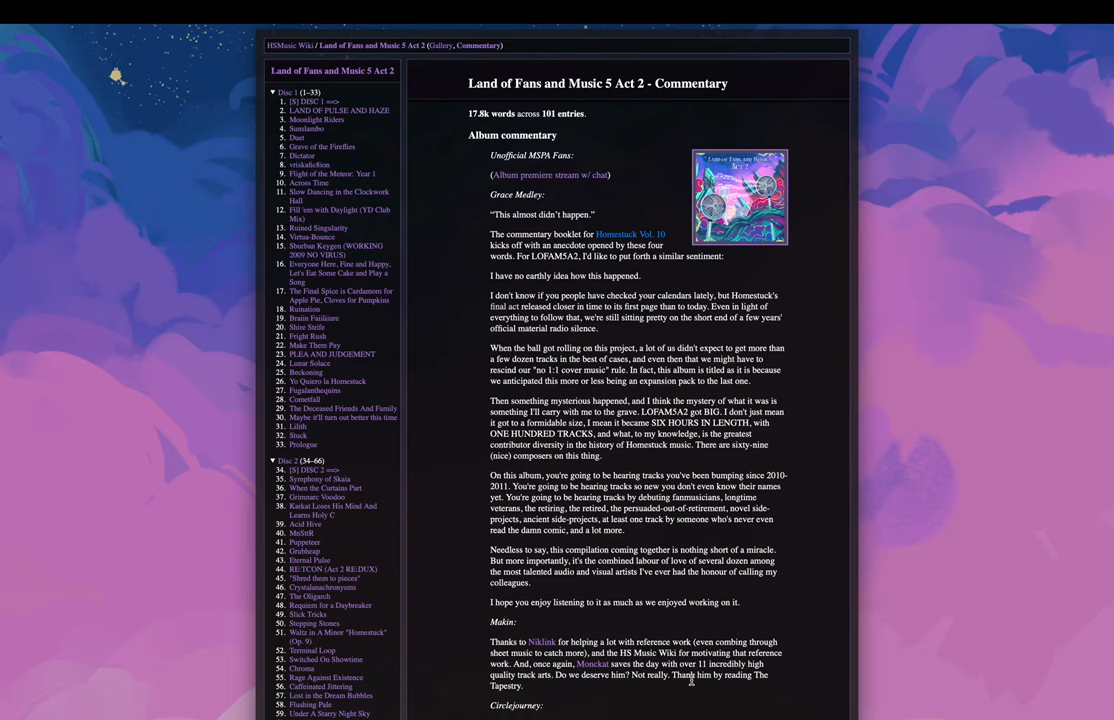 HSMusic Wiki / Land of Fans and Music 5 Act 2 (Gallery, Commentary)
Land of Fans and Music 5 Act 2
▼ Disc 1 (1–33)
1. [S] DISC 1 ==>
2. LAND OF PULSE AND HAZE
3. Moonlight Riders
4. Sunslambo
5. Duet
6. Grave of the Fireflies
7. Dictator
8. vriskafic8ion
9. Flight of the Meteor: Year 1
10. Across Time
11. Slow Dancing in the Clockwork
Hall
12. Fill 'em with Daylight (YD Club
Mix)
13. Ruined Singularity
14. Virtua-Bounce
15. Sburban Keygen (WORKING
2009 NO VIRUS)
16. Everyone Here, Fine and Happy,
Let's Eat Some Cake and Play a
Song
17. The Final Spice is Cardamom for
Apple Pie, Cloves for Pumpkins
18. Ruination
19. Braiin Faiiliiure
20. Shire Strife
21. Fright Rush
22. Make Them Pay
23. PLEA AND JUDGEMENT
24. Lunar Solace
25. Beckoning
26. Yo Quiero la Homestuck
27. Fugalanthequins
28. Cometfall
29. The Deceased Friends And Family
30. Maybe it'll turn out better this time
31. Lilith
32. Stuck
33. Prologue
▼ Disc 2 (34–66)
34. [S] DISC 2 ==>
35. Symphony of Skaia
36. When the Curtains Part
37. Grimnarc Voodoo
38. Karkat Loses His Mind And
Learns Holy C
39. Acid Hive
40. MnSttR
41. Puppeteer
42. Grubheap
43. Eternal Pulse
44. RE:TCON (Act 2 RE:DUX)
45. "Shred them to pieces"
46. Crystalanachronysms
47. The Oligarch
48. Requiem for a Daybreaker
49. Slick Tricks
50. Stepping Stones
51. Waltz in A Minor "Homestuck"
(Op. 9)
52. Terminal Loop
53. Switched On Showtime
54. Chroma
55. Rage Against Existence
56. Caffeinated Jittering
57. Lost in the Dream Bubbles
58. Flushing Pale
59. Under A Starry Night Sky
Land of Fans and Music 5 Act 2 - Commentary
17.8k words across 101 entries.
Album commentary
Unofficial MSPA Fans:
(Album premiere stream w/ chat)
Grace Medley:
“This almost didn’t happen.”
The commentary booklet for Homestuck Vol. 10
kicks off with an anecdote opened by these four
words. For LOFAM5A2, I'd like to put forth a similar sentiment:
I have no earthly idea how this happened.
I don't know if you people have checked your calendars lately, but Homestuck's
final act released closer in time to its first page than to today. Even in light of
everything to follow that, we're still sitting pretty on the short end of a few years'
official material radio silence.
When the ball got rolling on this project, a lot of us didn't expect to get more than
a few dozen tracks in the best of cases, and even then that we might have to
rescind our "no 1:1 cover music" rule. In fact, this album is titled as it is because
we anticipated this more or less being an expansion pack to the last one.
Then something mysterious happened, and I think the mystery of what it was is
something I'll carry with me to the grave. LOFAM5A2 got BIG. I don't just mean
it got to a formidable size, I mean it became SIX HOURS IN LENGTH, with
ONE HUNDRED TRACKS, and what, to my knowledge, is the greatest
contributor diversity in the history of Homestuck music. There are sixty-nine
(nice) composers on this thing.
On this album, you're going to be hearing tracks you've been bumping since 2010-
2011. You're going to be hearing tracks so new you don't even know their names
yet. You're going to be hearing tracks by debuting fanmusicians, longtime
veterans, the retiring, the retired, the persuaded-out-of-retirement, novel side-
projects, ancient side-projects, at least one track by someone who's never even
read the damn comic, and a lot more.
Needless to say, this compilation coming together is nothing short of a miracle.
But more importantly, it's the combined labour of love of several dozen among
the most talented audio and visual artists I've ever had the honour of calling my
colleagues.
I hope you enjoy listening to it as much as we enjoyed working on it.
Makin:
Thanks to Niklink for helping a lot with reference work (even combing through
sheet music to catch more), and the HS Music Wiki for motivating that reference
work. And, once again, Monckat saves the day with over 11 incredibly high
quality track arts. Do we deserve him? Not really. Thank him by reading The
Tapestry.
Circlejourney:
LAND OF FANS AND MUSIC 5
ACT 2